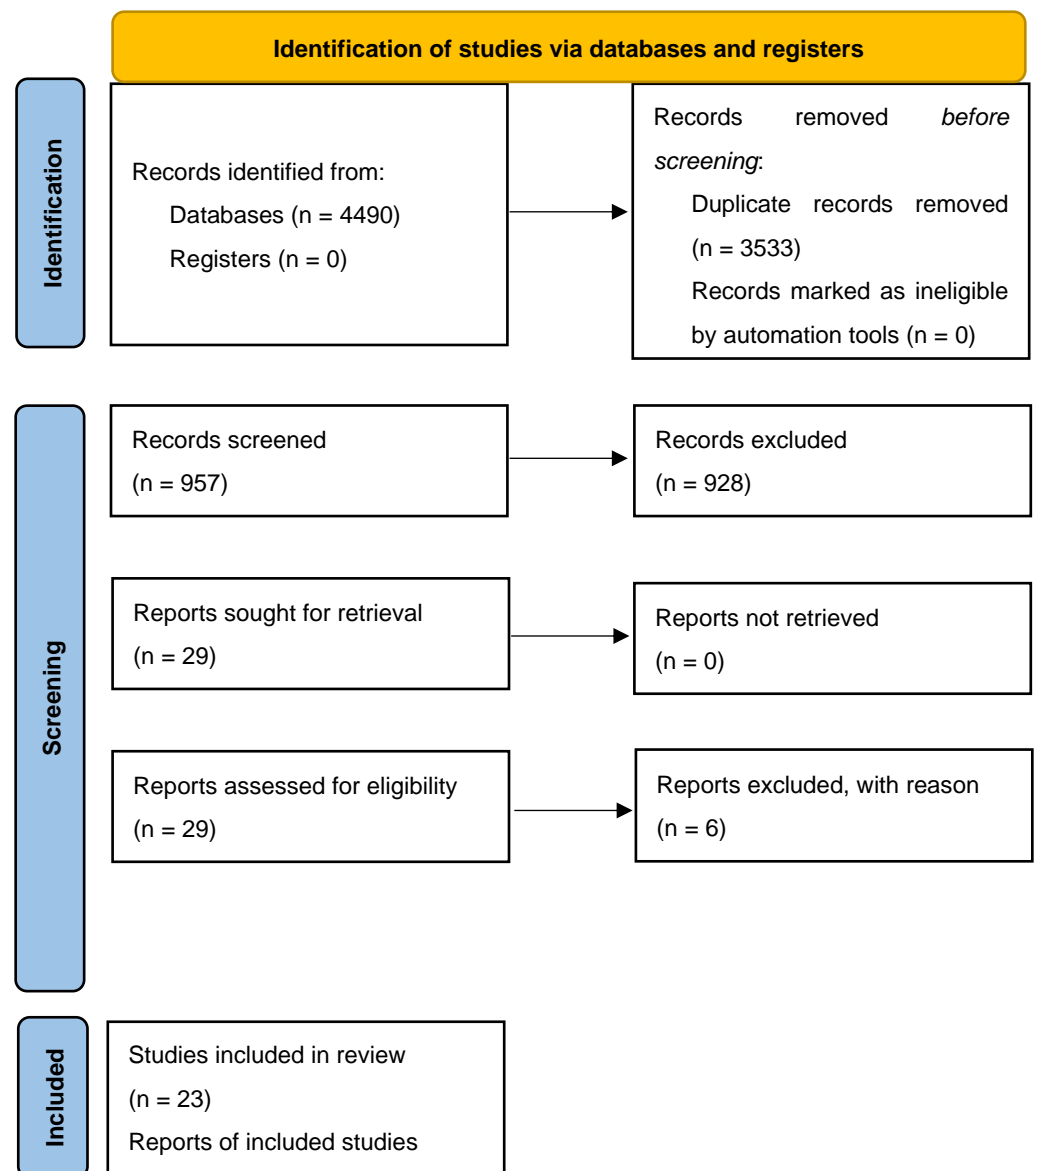 Identification of studies via databases and registers
Identification
Records identified from:
Databases (n = 4490)
Registers (n = 0)
Records removed before
screening:
Duplicate records removed
(n = 3533)
Records marked as ineligible
by automation tools (n = 0)
Screening
Records screened
(n = 957)
Records excluded
(n = 928)
Reports sought for retrieval
(n = 29)
Reports not retrieved
(n = 0)
Reports assessed for eligibility
(n = 29)
Reports excluded, with reason
(n = 6)
Included
Studies included in review
(n = 23)
Reports of included studies